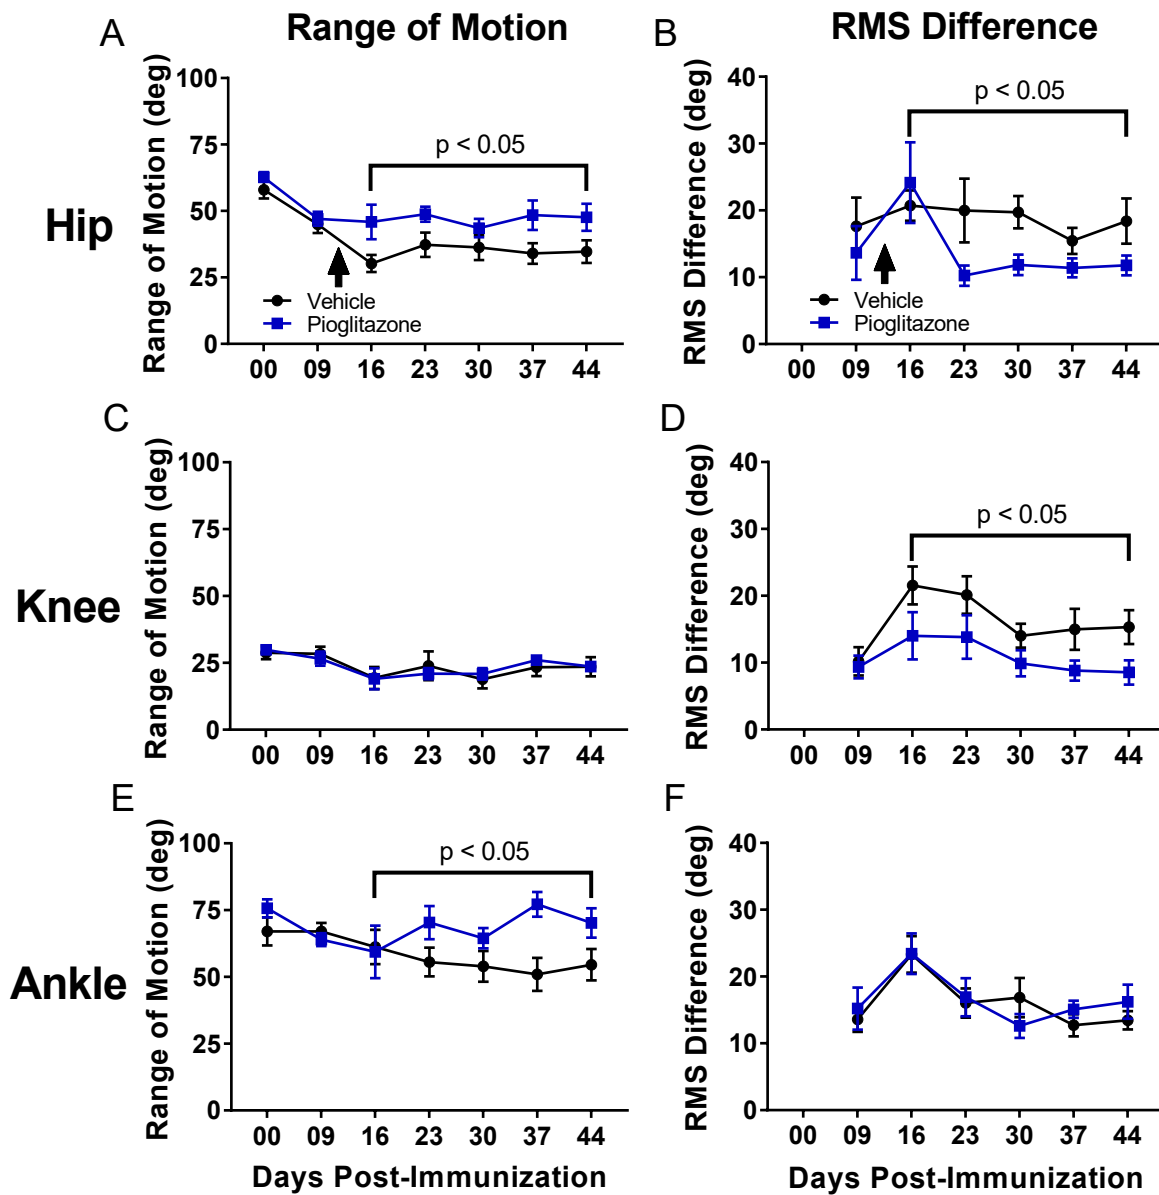 A
Range of Motion
B
RMS Difference
Hip
Range of Motion (deg)
100
75
50
25
0
p < 0.05
Vehicle
Pioglitazone
00 09 16 23 30 37 44
RMS Difference (deg)
40
30
20
10
0
p < 0.05
Vehicle
Pioglitazone
00 09 16 23 30 37 44
C
D
Knee
Range of Motion (deg)
100
75
50
25
0
00 09 16 23 30 37 44
RMS Difference (deg)
40
30
20
10
0
p < 0.05
00 09 16 23 30 37 44
E
F
Ankle
Range of Motion (deg)
100
75
50
25
0
p < 0.05
00 09 16 23 30 37 44
Days Post-Immunization
RMS Difference (deg)
40
30
20
10
0
00 09 16 23 30 37 44
Days Post-Immunization